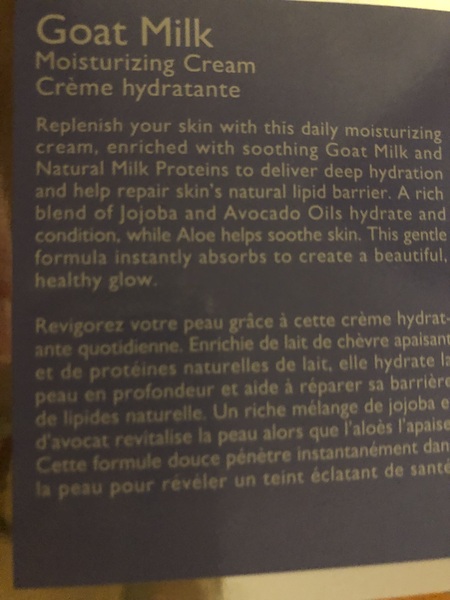 Goat Milk
Moisturizing Cream
Crème hydratante
Replenish your skin with this daily moisturizing
cream, enriched with soothing Goat Milk and
Natural Milk Proteins to deliver deep hydration
and help repair skin's natural lipid barrier. A rich
blend of Jojoba and Avocado Oils hydrate and
condition, while Aloe helps soothe skin. This gentle
formula instantly absorbs to create a beautiful,
healthy glow.
Revigorez votre peau grâce à cette crème hydrat-
ante quotidienne. Enrichie de lait de chèvre apaisant
et de protéines naturelles de lait, elle hydrate la
peau en profondeur et aide à réparer sa barrière
de lipides naturelle. Un riche mélange de jojoba e
d'avocat revitalise la peau alors que l'aloès l'apaise
Cette formule douce pénètre instantanément dan
la peau pour révéler un teint éclatant de santé